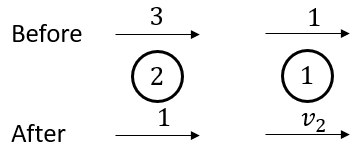 Before 3 1
2 1
After 1 v₂